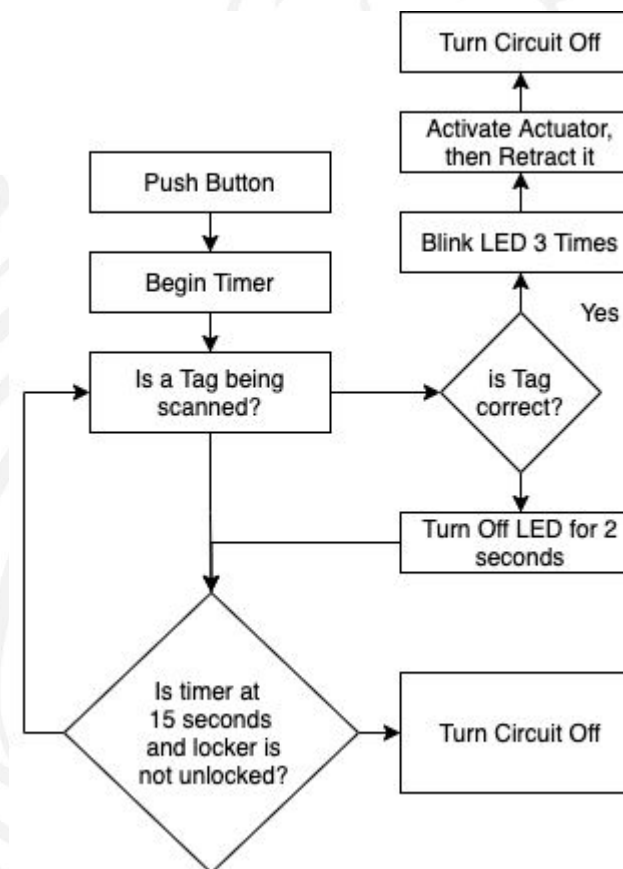 Turn Circuit Off
Activate Actuator,
then Retract it
Push Button
Blink LED 3 Times
Begin Timer
Yes
Is a Tag being
scanned?
is Tag
correct?
Turn Off LED for 2
seconds
Is timer at
15 seconds
and locker is
not unlocked?
Turn Circuit Off